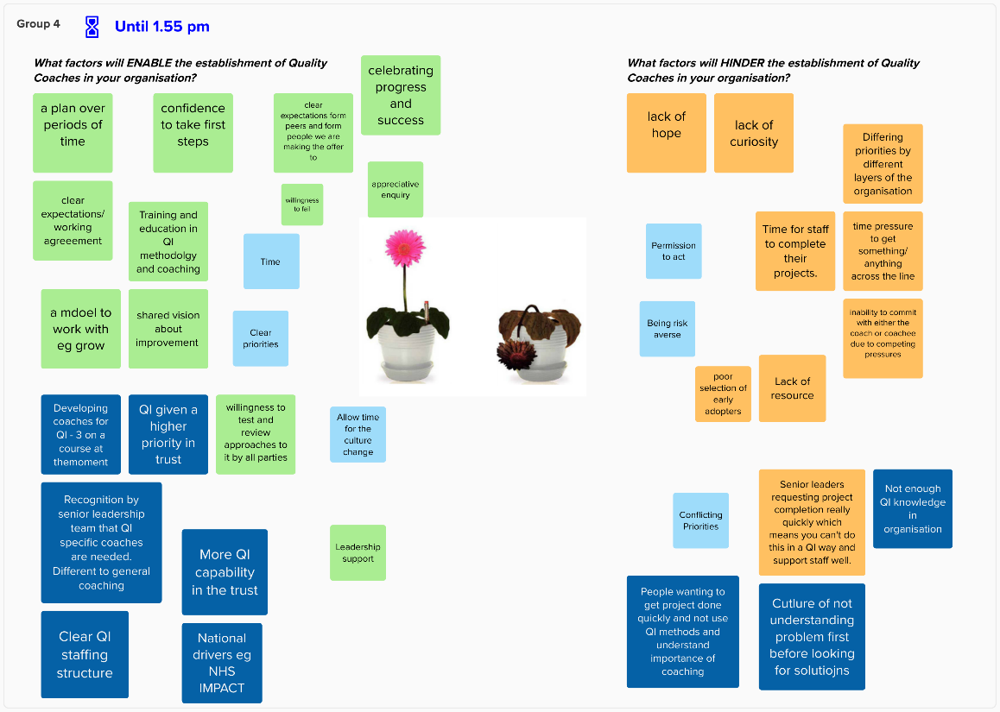 Group 4
Until 1.55 pm
What factors will ENABLE the establishment of Quality
Coaches in your organisation?
a plan over
periods of
time
confidence
to take first
steps
clear
expectations form
peers and form
people we are
making the offer
to
celebrating
progress
and
success
clear
expectations/
working
agreeement
Training and
education in
QI
methodolgy
and coaching
willingness
to fail
appreciative
enquiry
Time
a mdoel to
work with
eg grow
shared vision
about
improvement
Clear
priorities
Developing
coaches for
QI - 3 on a
course at
themoment
QI given a
higher
priority in
trust
willingness to
test and
review
approaches to
it by all parties
Allow time
for the
culture
change
Recognition by
senior leadership
team that QI
specific coaches
are needed.
Different to general
coaching
More QI
capability
in the trust
Leadership
support
Clear QI
staffing
structure
National
drivers eg
NHS
IMPACT
What factors will HINDER the establishment of Quality
Coaches in your organisation?
lack of
hope
lack of
curiosity
Differing
priorities by
different
layers of the
organisation
Permission
to act
Time for staff
to complete
their
projects.
time pressure
to get
something/
anything
across the line
Being risk
averse
inability to commit
with either the
coach or coachee
due to competing
pressures
poor
selection of
early
adopters
Lack of
resource
Conflicting
Priorities
Senior leaders
requesting project
completion really
quickly which
means you can't do
this in a QI way and
support staff well.
Not enough
QI knowledge
in
organisation
People wanting to
get project done
quickly and not use
QI methods and
understand
importance of
coaching
Cutlure of not
understanding
problem first
before looking
for solutiojns